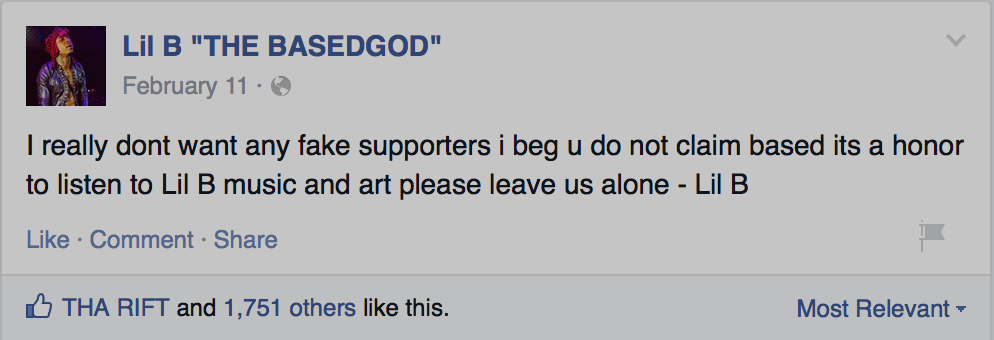 Lil B "THE BASEDGOD"
February 11 ·
I really dont want any fake supporters i beg u do not claim based its a honor
to listen to Lil B music and art please leave us alone - Lil B
Like · Comment · Share
THA RIFT and 1,751 others like this.
Most Relevant